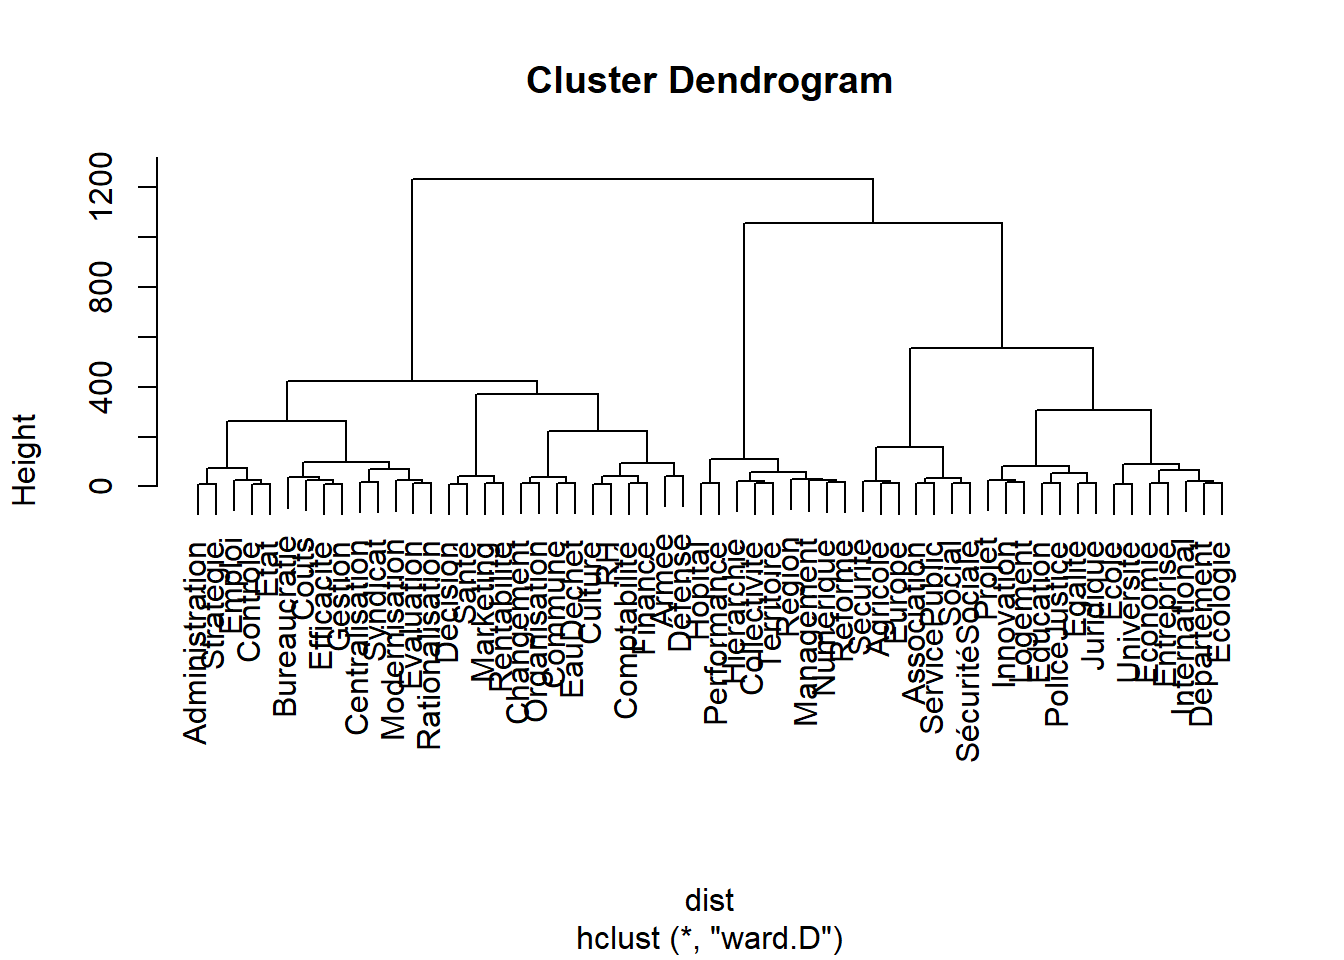 Cluster Dendrogram
Height
0
400
800
1200
Administration
Strategie
Emploi
Controle
Etat
Bureaucratie
Couts
Efficacite
Gestion
Centralisation
Syndicat
Modernisation
Evaluation
Rationalisation
Decision
Sante
Marketing
Rentabilite
Changement
Organisation
Commune
EauDechet
Culture
RH
Comptabilite
Finance
Armee
Defense
Hopital
Performance
Hierarchie
Collectivite
Territoire
Region
Management
Numerique
Reforme
Securite
Agricole
Europe
Association
ServicePublic
Social
SécuritéSociale
Projet
Innovation
Logement
Education
PoliceJustice
Egalite
Juridique
Ecole
Universite
Economie
Entreprise
International
Departement
Ecologie
dist
hclust (*, "ward.D")